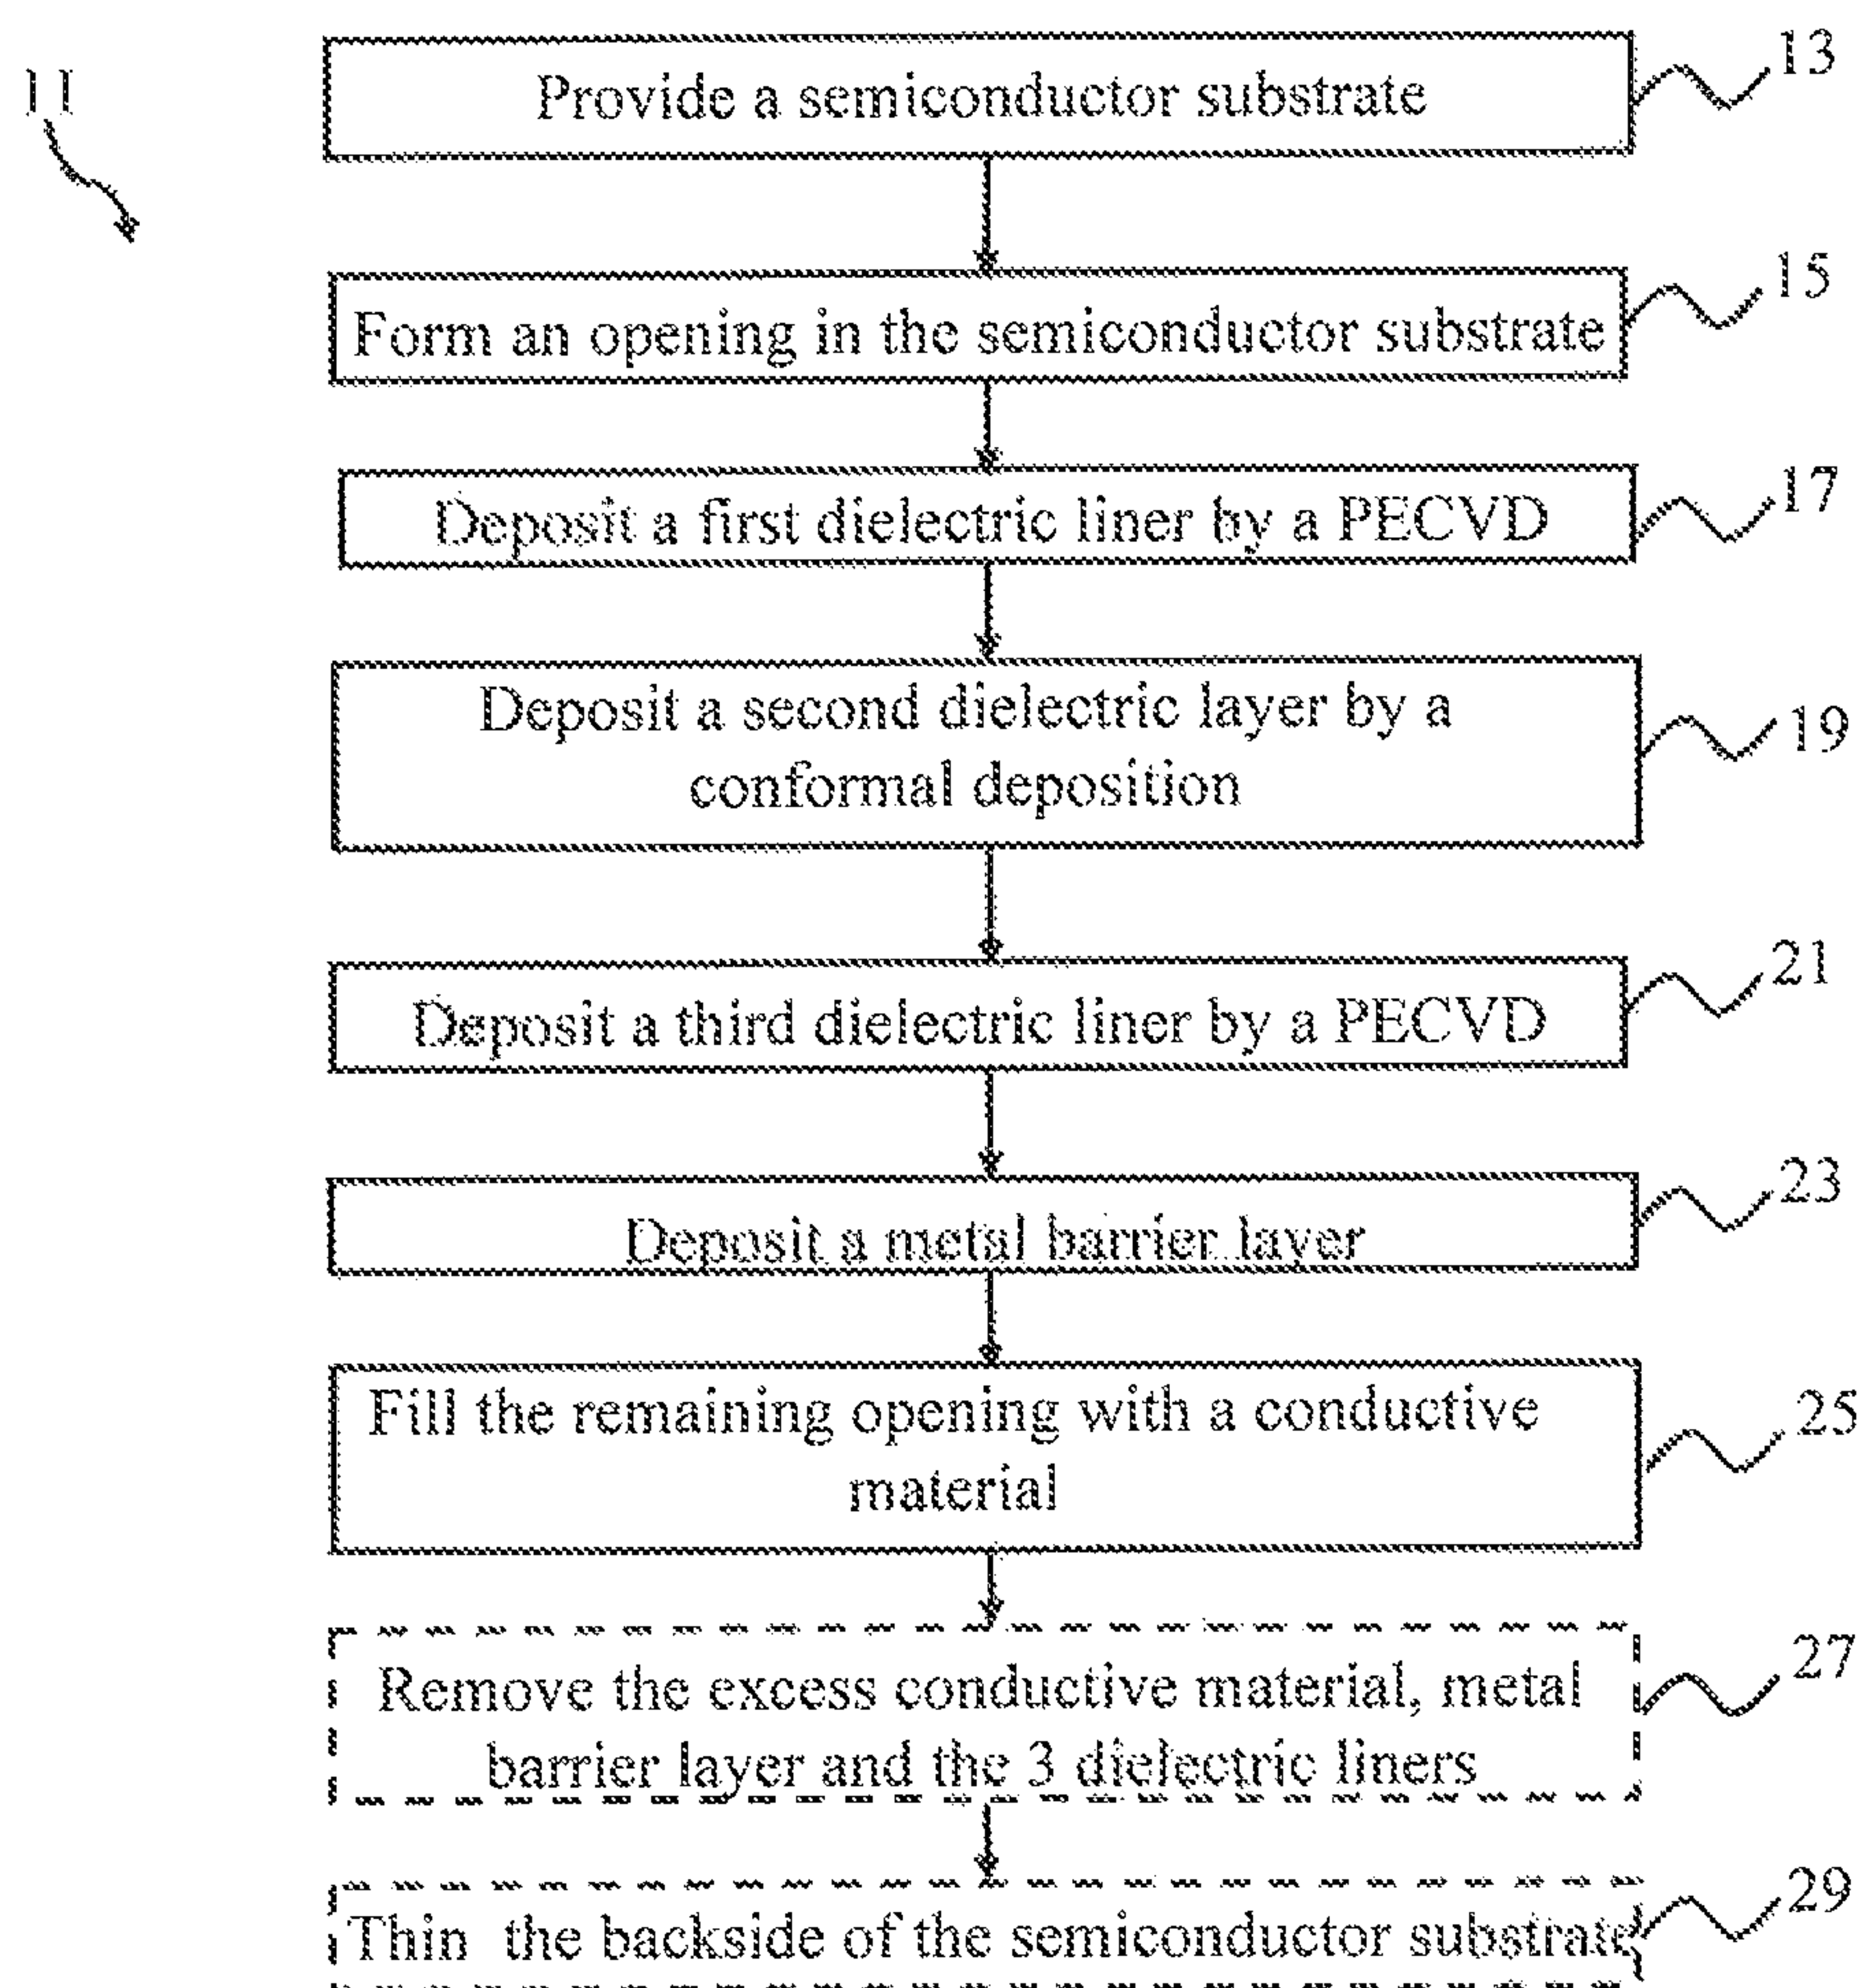 11
Provide a semiconductor substrate
13
Form an opening in the semiconductor substrate
15
Deposit a first dielectric liner by a PECVD
17
Deposit a second dielectric layer by a
conformal deposition
19
Deposit a third dielectric liner by a PECVD
21
Deposit a metal barrier layer
23
Fill the remaining opening with a conductive
material
25
Remove the excess conductive material, metal
barrier layer and the 3 dielectric liners
27
Thin the backside of the semiconductor substrate
29